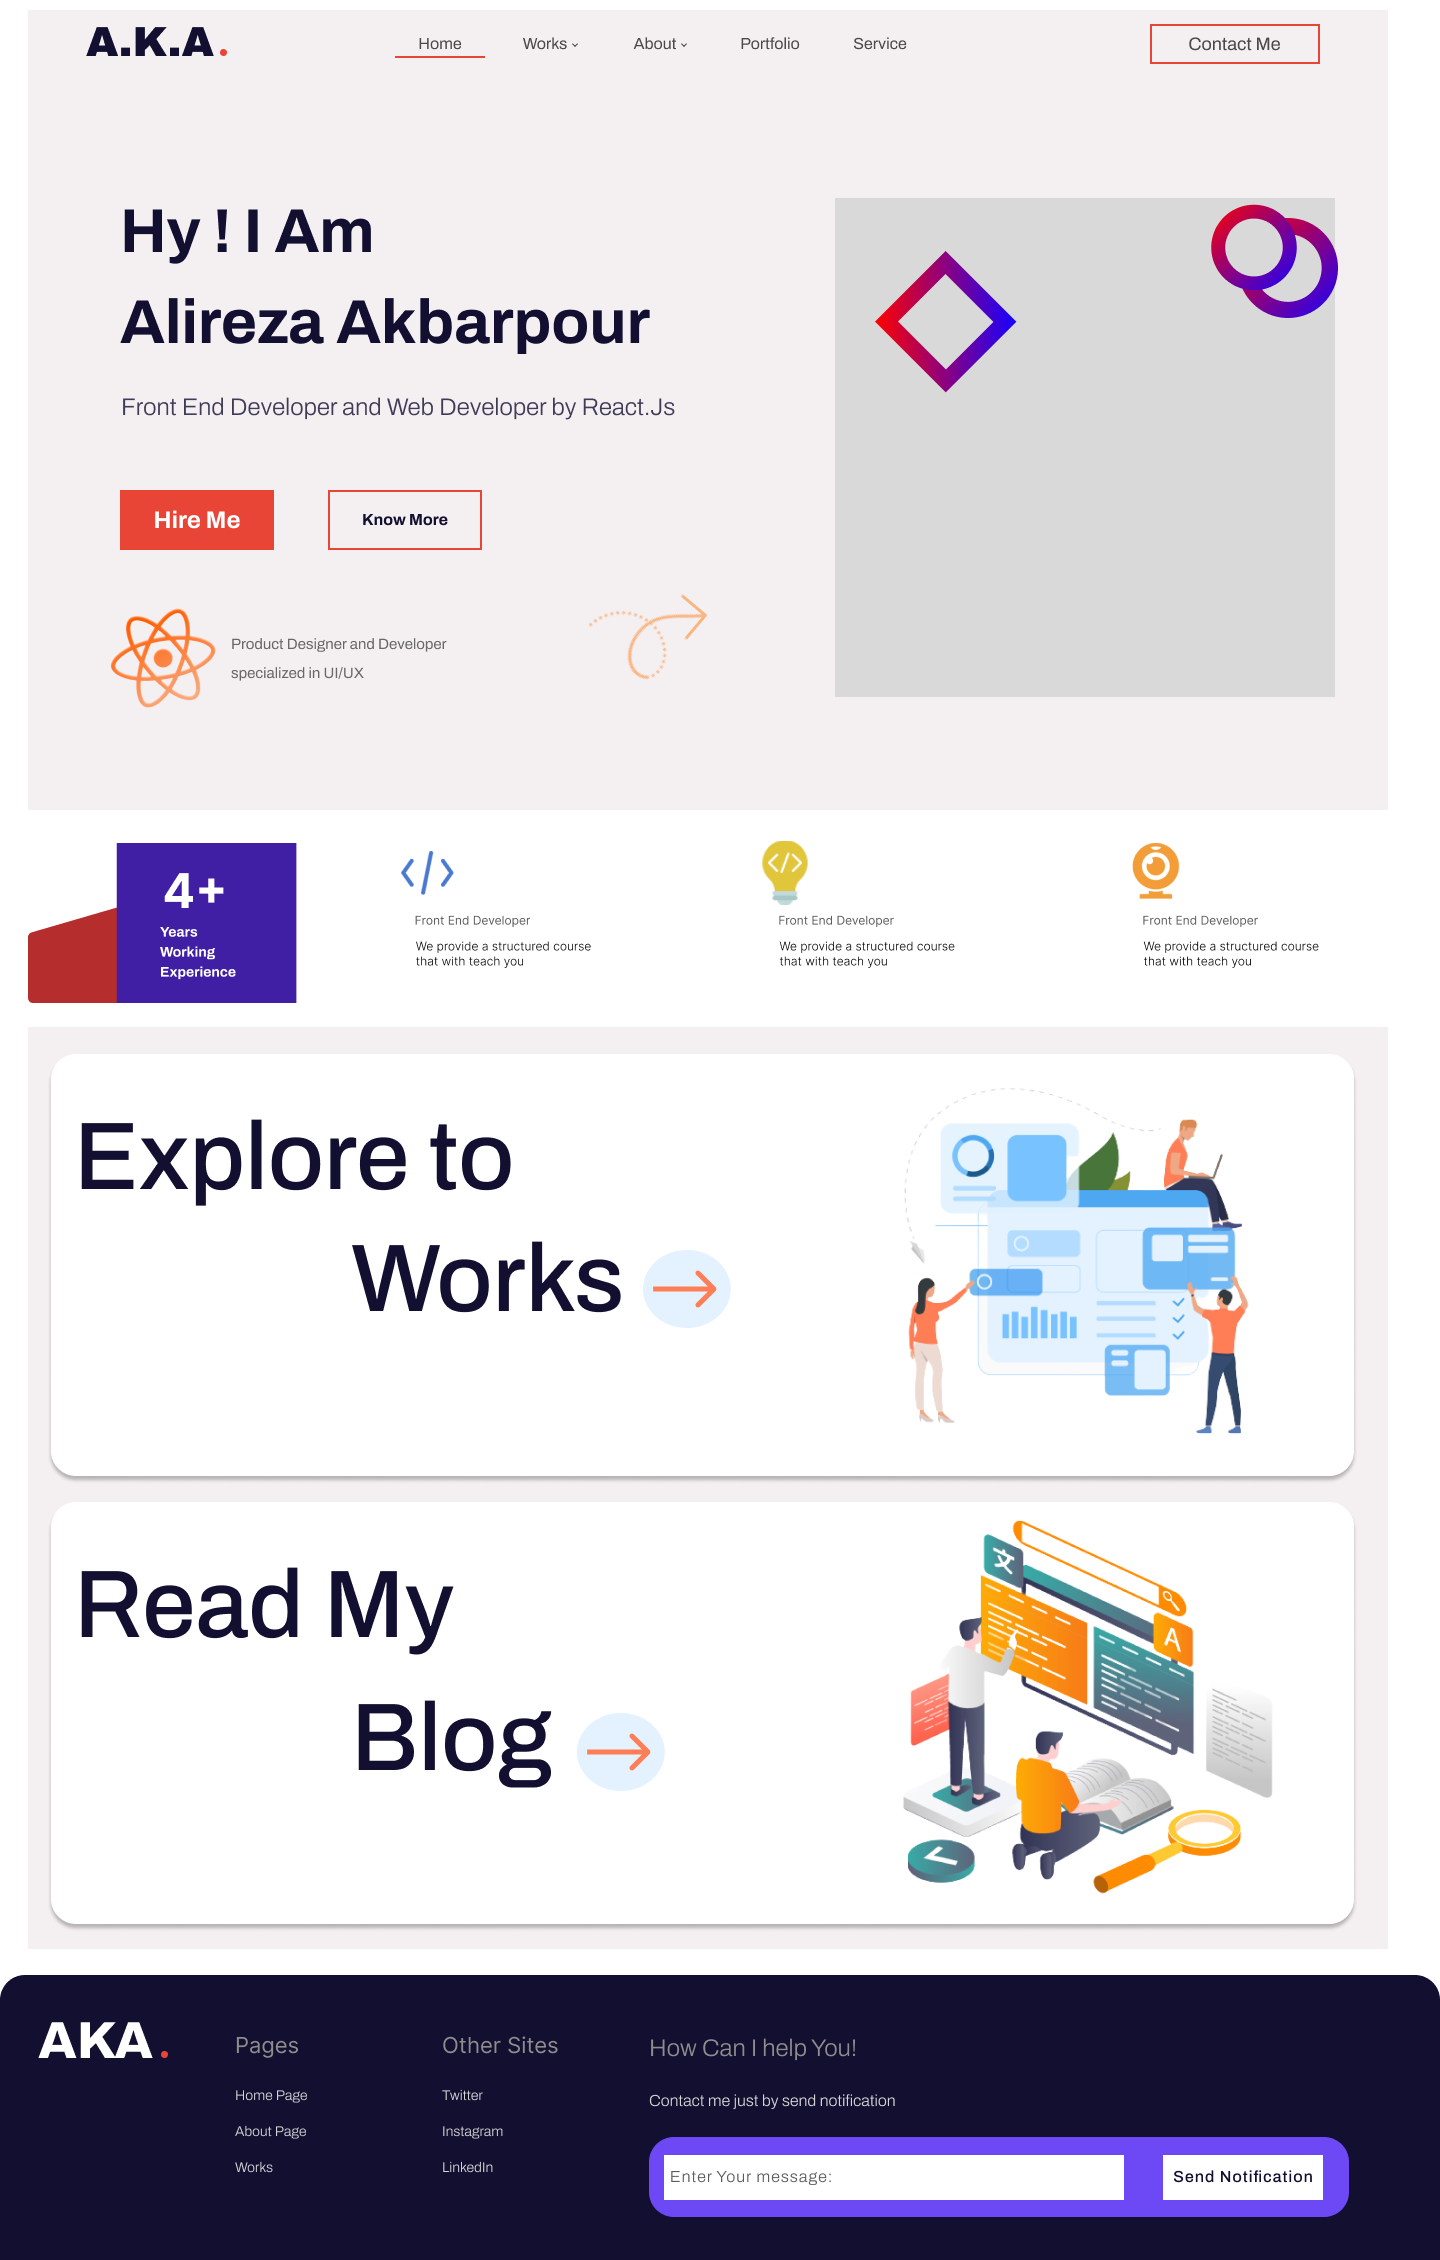 A.K.A.
Home
Works
About
Portfolio
Service
Contact Me
Hy ! I Am
Alireza Akbarpour
Front End Developer and Web Developer by React.Js
Hire Me
Know More
Product Designer and Developer
specialized in UI/UX
4+
Years
Working
Experience
Front End Developer
We provide a structured course
that with teach you
Front End Developer
We provide a structured course
that with teach you
Front End Developer
We provide a structured course
that with teach you
Explore to
Works
Read My
Blog
文
A
AKA.
Pages
Home Page
About Page
Works
Other Sites
Twitter
Instagram
LinkedIn
How Can I help You!
Contact me just by send notification
Enter Your message:
Send Notification